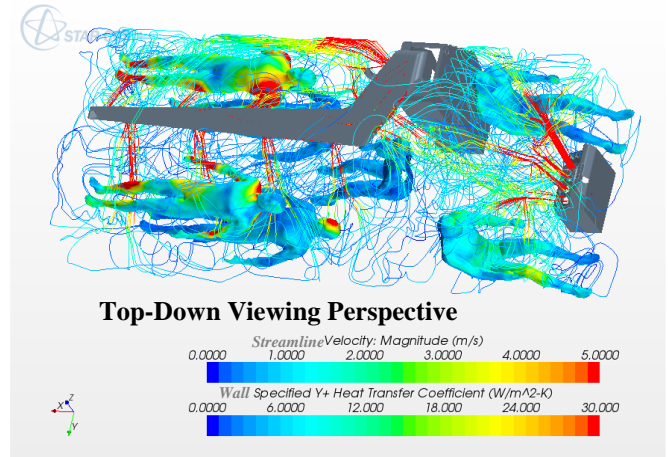 STAR
Top-Down Viewing Perspective
Streamline Velocity: Magnitude (m/s)
0.0000 1.0000 2.0000 3.0000 4.0000 5.0000
Wall Specified Y+ Heat Transfer Coefficient (W/m^2-K)
0.0000 6.0000 12.000 18.000 24.000 30.000
X Z
Y